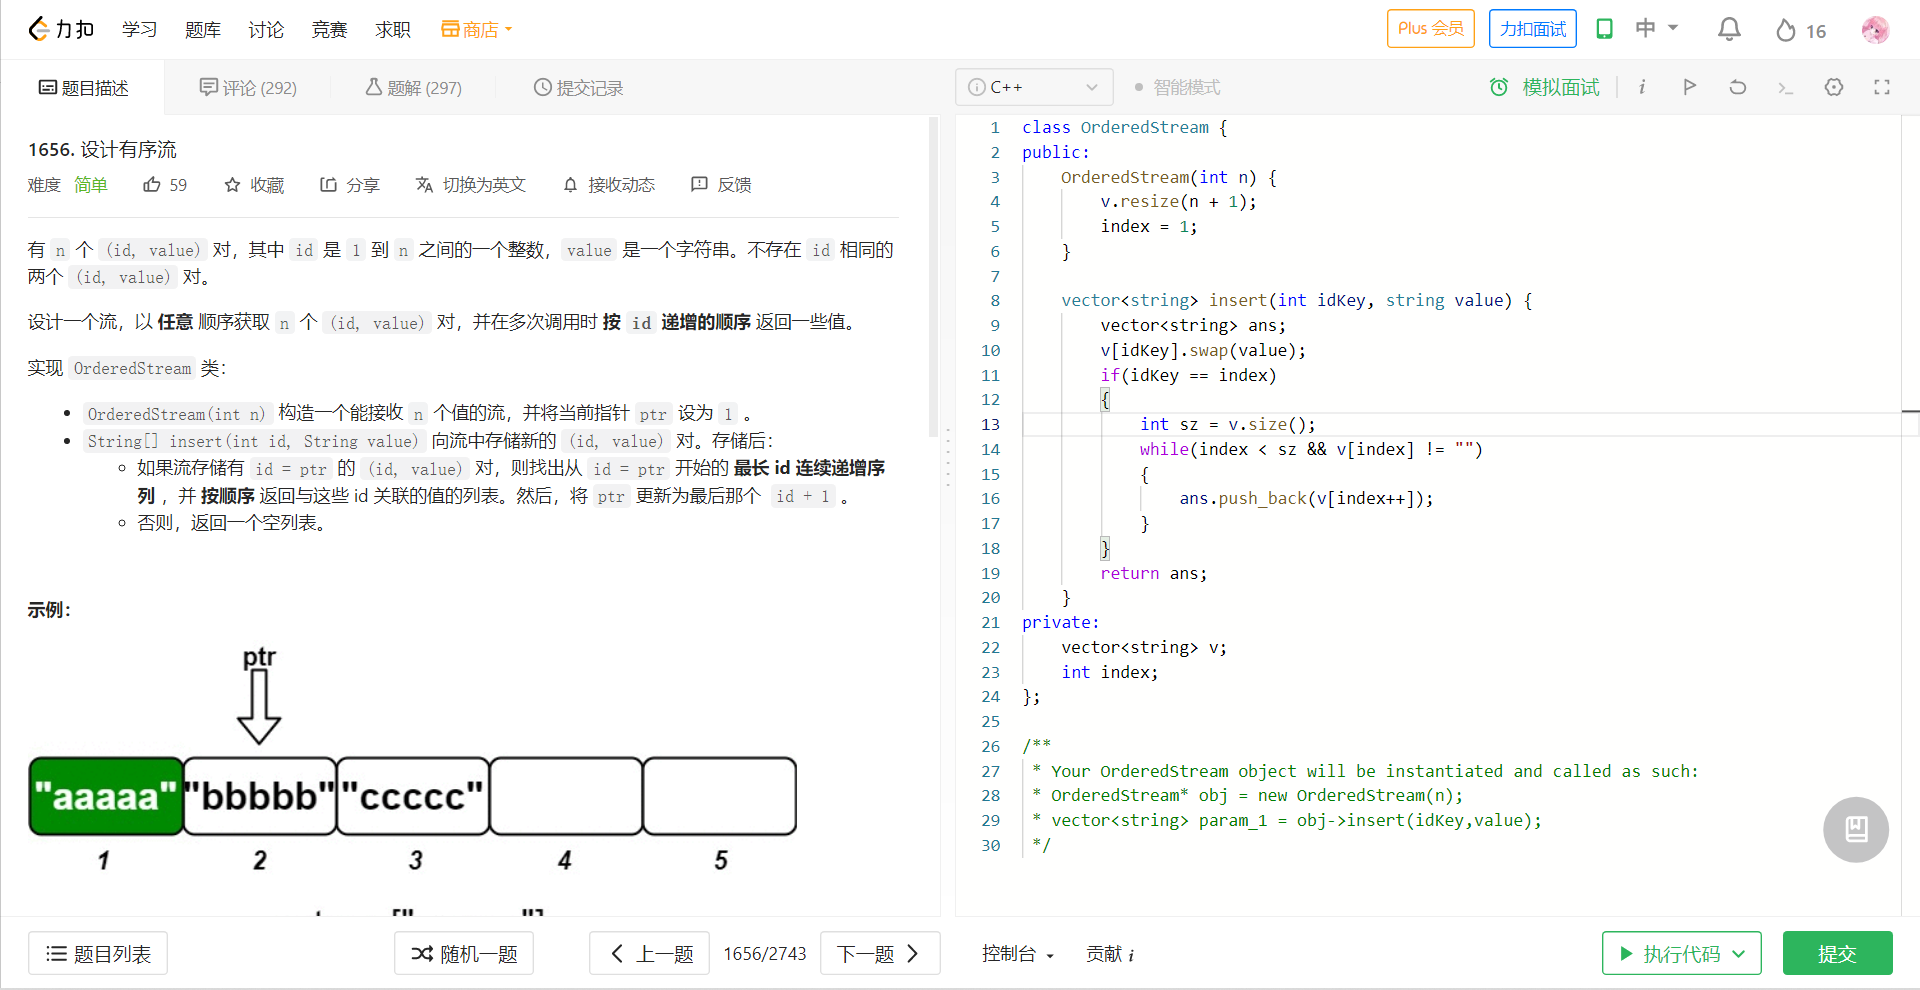 力扣 学习 题库 讨论 竞赛 求职 商店 Plus 会员 力扣面试 中 16
题目描述 评论 (292) 题解 (297) 提交记录
C++ 智能模式 模拟面试
1656. 设计有序流
难度 简单 59 收藏 分享 切换为英文 接收动态 反馈
有 n 个 (id, value) 对，其中 id 是 1 到 n 之间的一个整数，value 是一个字符串。不存在 id 相同的
两个 (id, value) 对。
设计一个流，以 任意 顺序获取 n 个 (id, value) 对，并在多次调用时 按 id 递增的顺序 返回一些值。
实现 OrderedStream 类：
• OrderedStream(int n) 构造一个能接收 n 个值的流，并将当前指针 ptr 设为 1 。
• String[] insert(int id, String value) 向流中存储新的 (id, value) 对。存储后：
如果流存储有 id = ptr 的 (id, value) 对，则找出从 id = ptr 开始的 最长 id 连续递增序
列 ，并 按顺序 返回与这些 id 关联的值的列表。然后，将 ptr 更新为最后那个 id + 1 。
否则，返回一个空列表。
示例：
ptr
"aaaaa" "bbbbb" "ccccc"
1 2 3 4 5
1 class OrderedStream {
2 public:
3 OrderedStream(int n) {
4 v.resize(n + 1);
5 index = 1;
6 }
7
8 vector<string> insert(int idKey, string value) {
9 vector<string> ans;
10 v[idKey].swap(value);
11 if(idKey == index)
12 {
13 int sz = v.size();
14 while(index < sz && v[index] != "")
15 {
16 ans.push_back(v[index++]);
17 }
18 }
19 return ans;
20 }
21 private:
22 vector<string> v;
23 int index;
24 };
25
26 /**
27 * Your OrderedStream object will be instantiated and called as such:
28 * OrderedStream* obj = new OrderedStream(n);
29 * vector<string> param_1 = obj->insert(idKey,value);
30 */
题目列表 随机一题 上一题 1656/2743 下一题 控制台 贡献 i 执行代码 提交